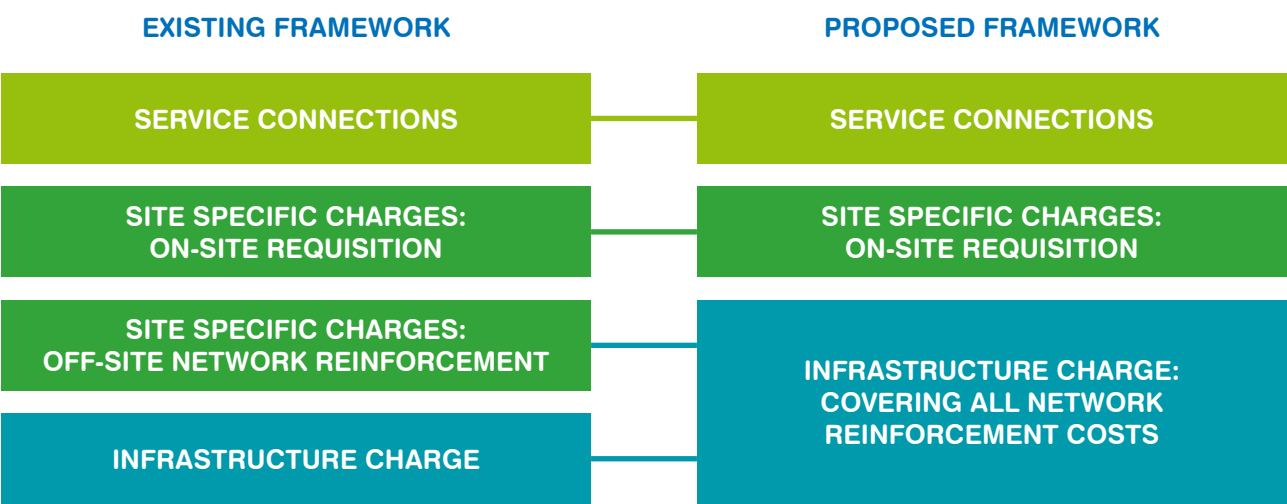 EXISTING FRAMEWORK
PROPOSED FRAMEWORK
SERVICE CONNECTIONS
SERVICE CONNECTIONS
SITE SPECIFIC CHARGES:
ON-SITE REQUISITION
SITE SPECIFIC CHARGES:
ON-SITE REQUISITION
SITE SPECIFIC CHARGES:
OFF-SITE NETWORK REINFORCEMENT
INFRASTRUCTURE CHARGE
INFRASTRUCTURE CHARGE:
COVERING ALL NETWORK
REINFORCEMENT COSTS